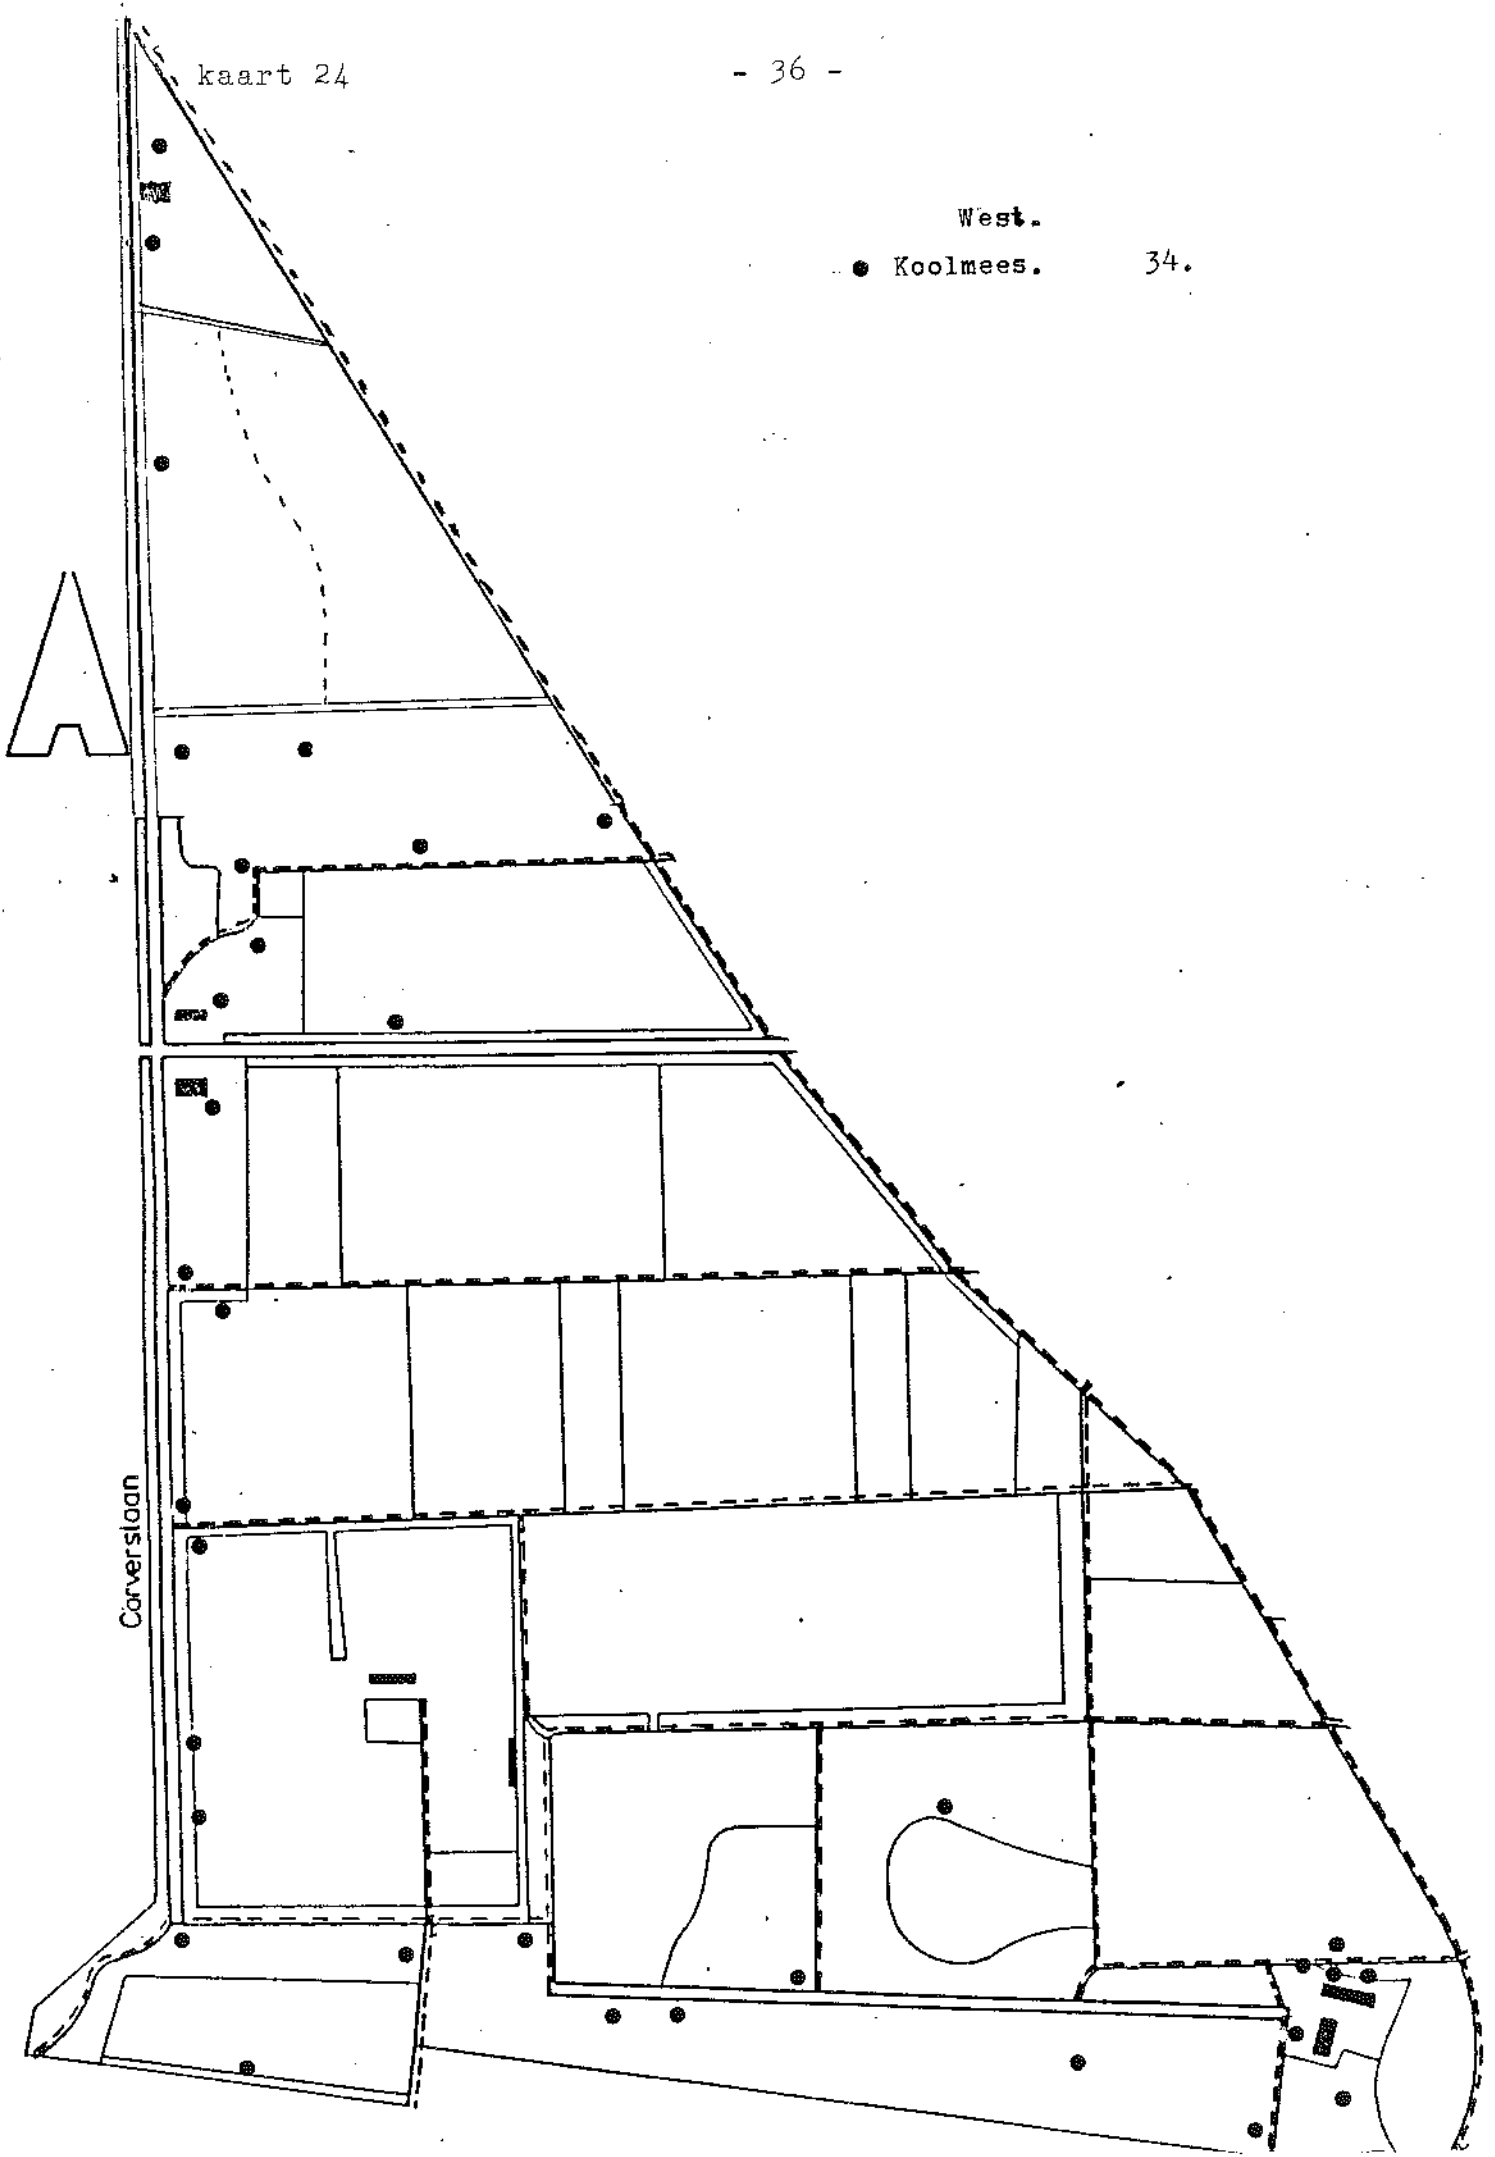 kaart 24
- 36 -
West.
Koolmees. 34.
Corverslaan